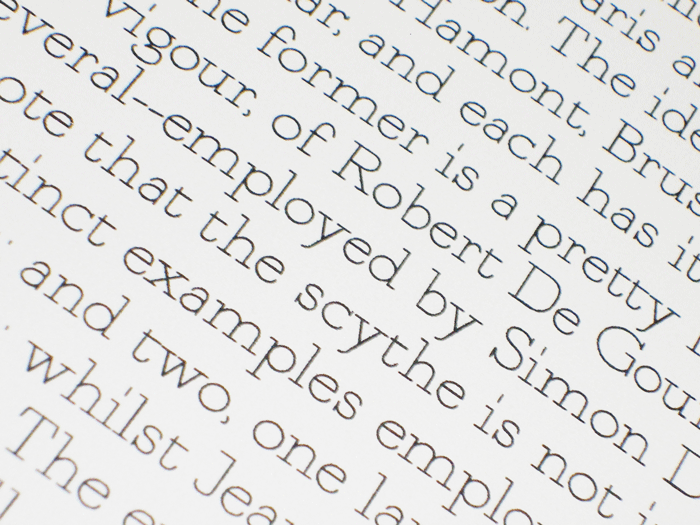 aris a
on. The ide
Hamont, Brus
ar, and each has it
he former is a pretty
vigour, of Robert De Gour
everal--employed by Simon D
ote that the scythe is not i
tinct examples emplo
and two, one la
whilst Jea
The e